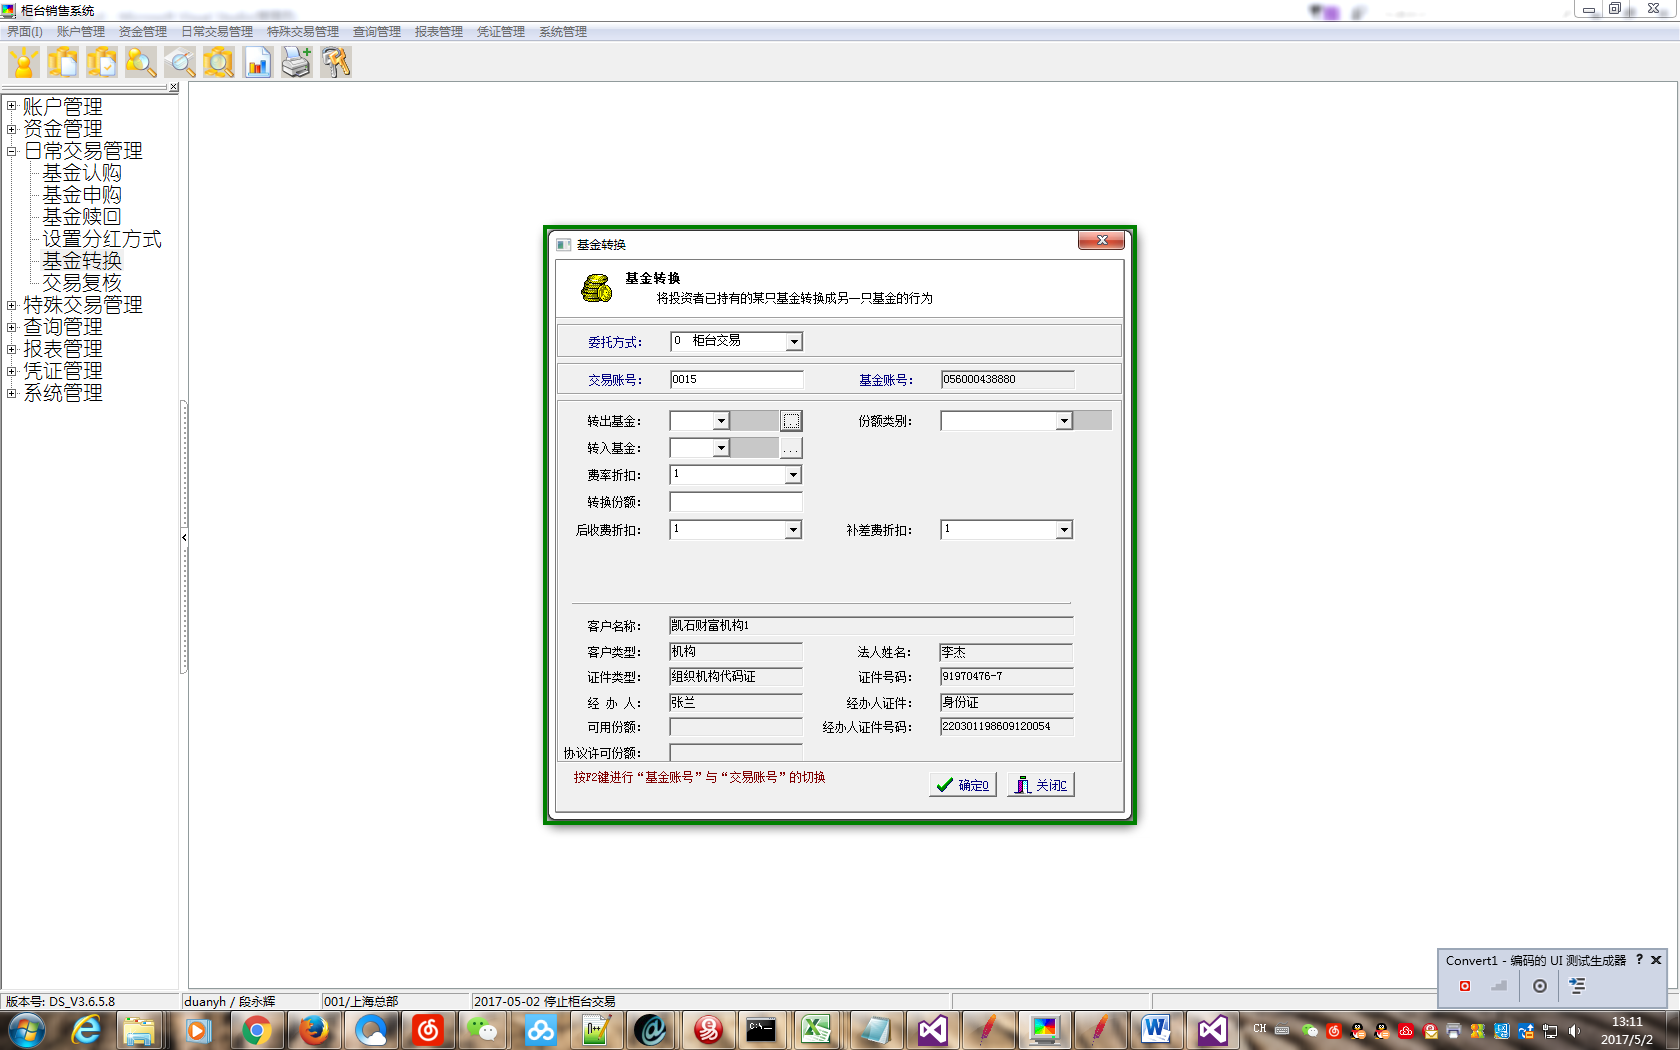 柜台销售系统
界面(I) 账户管理 资金管理 日常交易管理 特殊交易管理 查询管理 报表管理 凭证管理 系统管理
账户管理
资金管理
日常交易管理
基金认购
基金申购
基金赎回
设置分红方式
基金转换
交易复核
特殊交易管理
查询管理
报表管理
凭证管理
系统管理
基金转换
基金转换
将投资者已持有的某只基金转换成另一只基金的行为
委托方式： 0 柜台交易
交易账号： 0015 基金账号： 056000438880
转出基金： ... 份额类别：
转入基金： ...
费率折扣： 1
转换份额：
后收费折扣： 1 补差费折扣： 1
客户名称： 凯石财富机构1
客户类型： 机构 法人姓名： 李杰
证件类型： 组织机构代码证 证件号码： 91970476-7
经 办 人： 张兰 经办人证件： 身份证
可用份额： 经办人证件号码： 220301198609120054
协议许可份额：
按F2键进行“基金账号”与“交易账号”的切换
确定O 关闭C
Convert1 - 编码的 UI 测试生成器 ?
版本号: DS_V3.6.5.8 duanyh / 段永辉 001/上海总部 2017-05-02 停止柜台交易
CH 13:11
2017/5/2